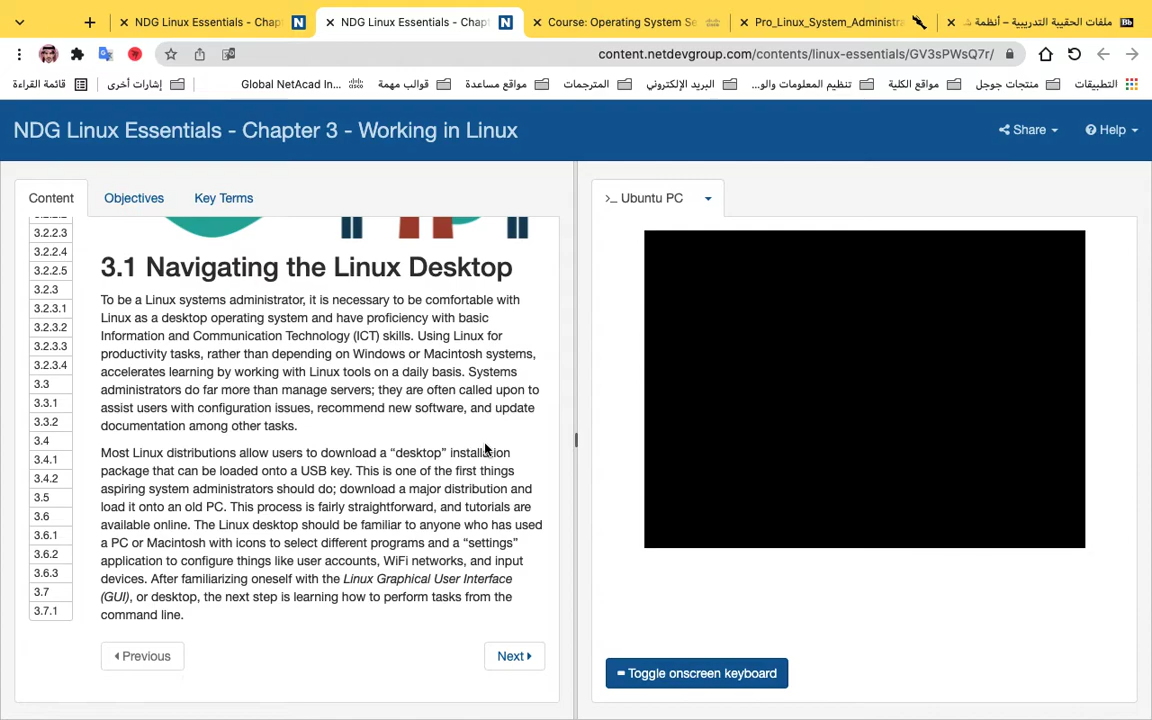 NDG Linux Essentials - Chap
NDG Linux Essentials - Chap
Course: Operating System Se
Pro_Linux_System_Administra
ملفات الحقيبة التدريبية – أنظمة
Bb
content.netdevgroup.com/contents/linux-essentials/GV3sPWsQ7r/
قائمة القراءة
إشارات أخرى
Global NetAcad In...
قوالب مهمة
مواقع مساعدة
المترجمات
البريد الإلكتروني
تنظيم المعلومات والو...
مواقع الكلية
منتجات جوجل
التطبيقات
NDG Linux Essentials - Chapter 3 - Working in Linux
Share
Help
Content
Objectives
Key Terms
>_ Ubuntu PC
3.2.2.3
3.2.2.4
3.2.2.5
3.2.3
3.2.3.1
3.2.3.2
3.2.3.3
3.2.3.4
3.3
3.3.1
3.3.2
3.4
3.4.1
3.4.2
3.5
3.6
3.6.1
3.6.2
3.6.3
3.7
3.7.1
3.1 Navigating the Linux Desktop
To be a Linux systems administrator, it is necessary to be comfortable with
Linux as a desktop operating system and have proficiency with basic
Information and Communication Technology (ICT) skills. Using Linux for
productivity tasks, rather than depending on Windows or Macintosh systems,
accelerates learning by working with Linux tools on a daily basis. Systems
administrators do far more than manage servers; they are often called upon to
assist users with configuration issues, recommend new software, and update
documentation among other tasks.
Most Linux distributions allow users to download a “desktop” installation
package that can be loaded onto a USB key. This is one of the first things
aspiring system administrators should do; download a major distribution and
load it onto an old PC. This process is fairly straightforward, and tutorials are
available online. The Linux desktop should be familiar to anyone who has used
a PC or Macintosh with icons to select different programs and a “settings”
application to configure things like user accounts, WiFi networks, and input
devices. After familiarizing oneself with the Linux Graphical User Interface
(GUI), or desktop, the next step is learning how to perform tasks from the
command line.
Previous
Next
Toggle onscreen keyboard